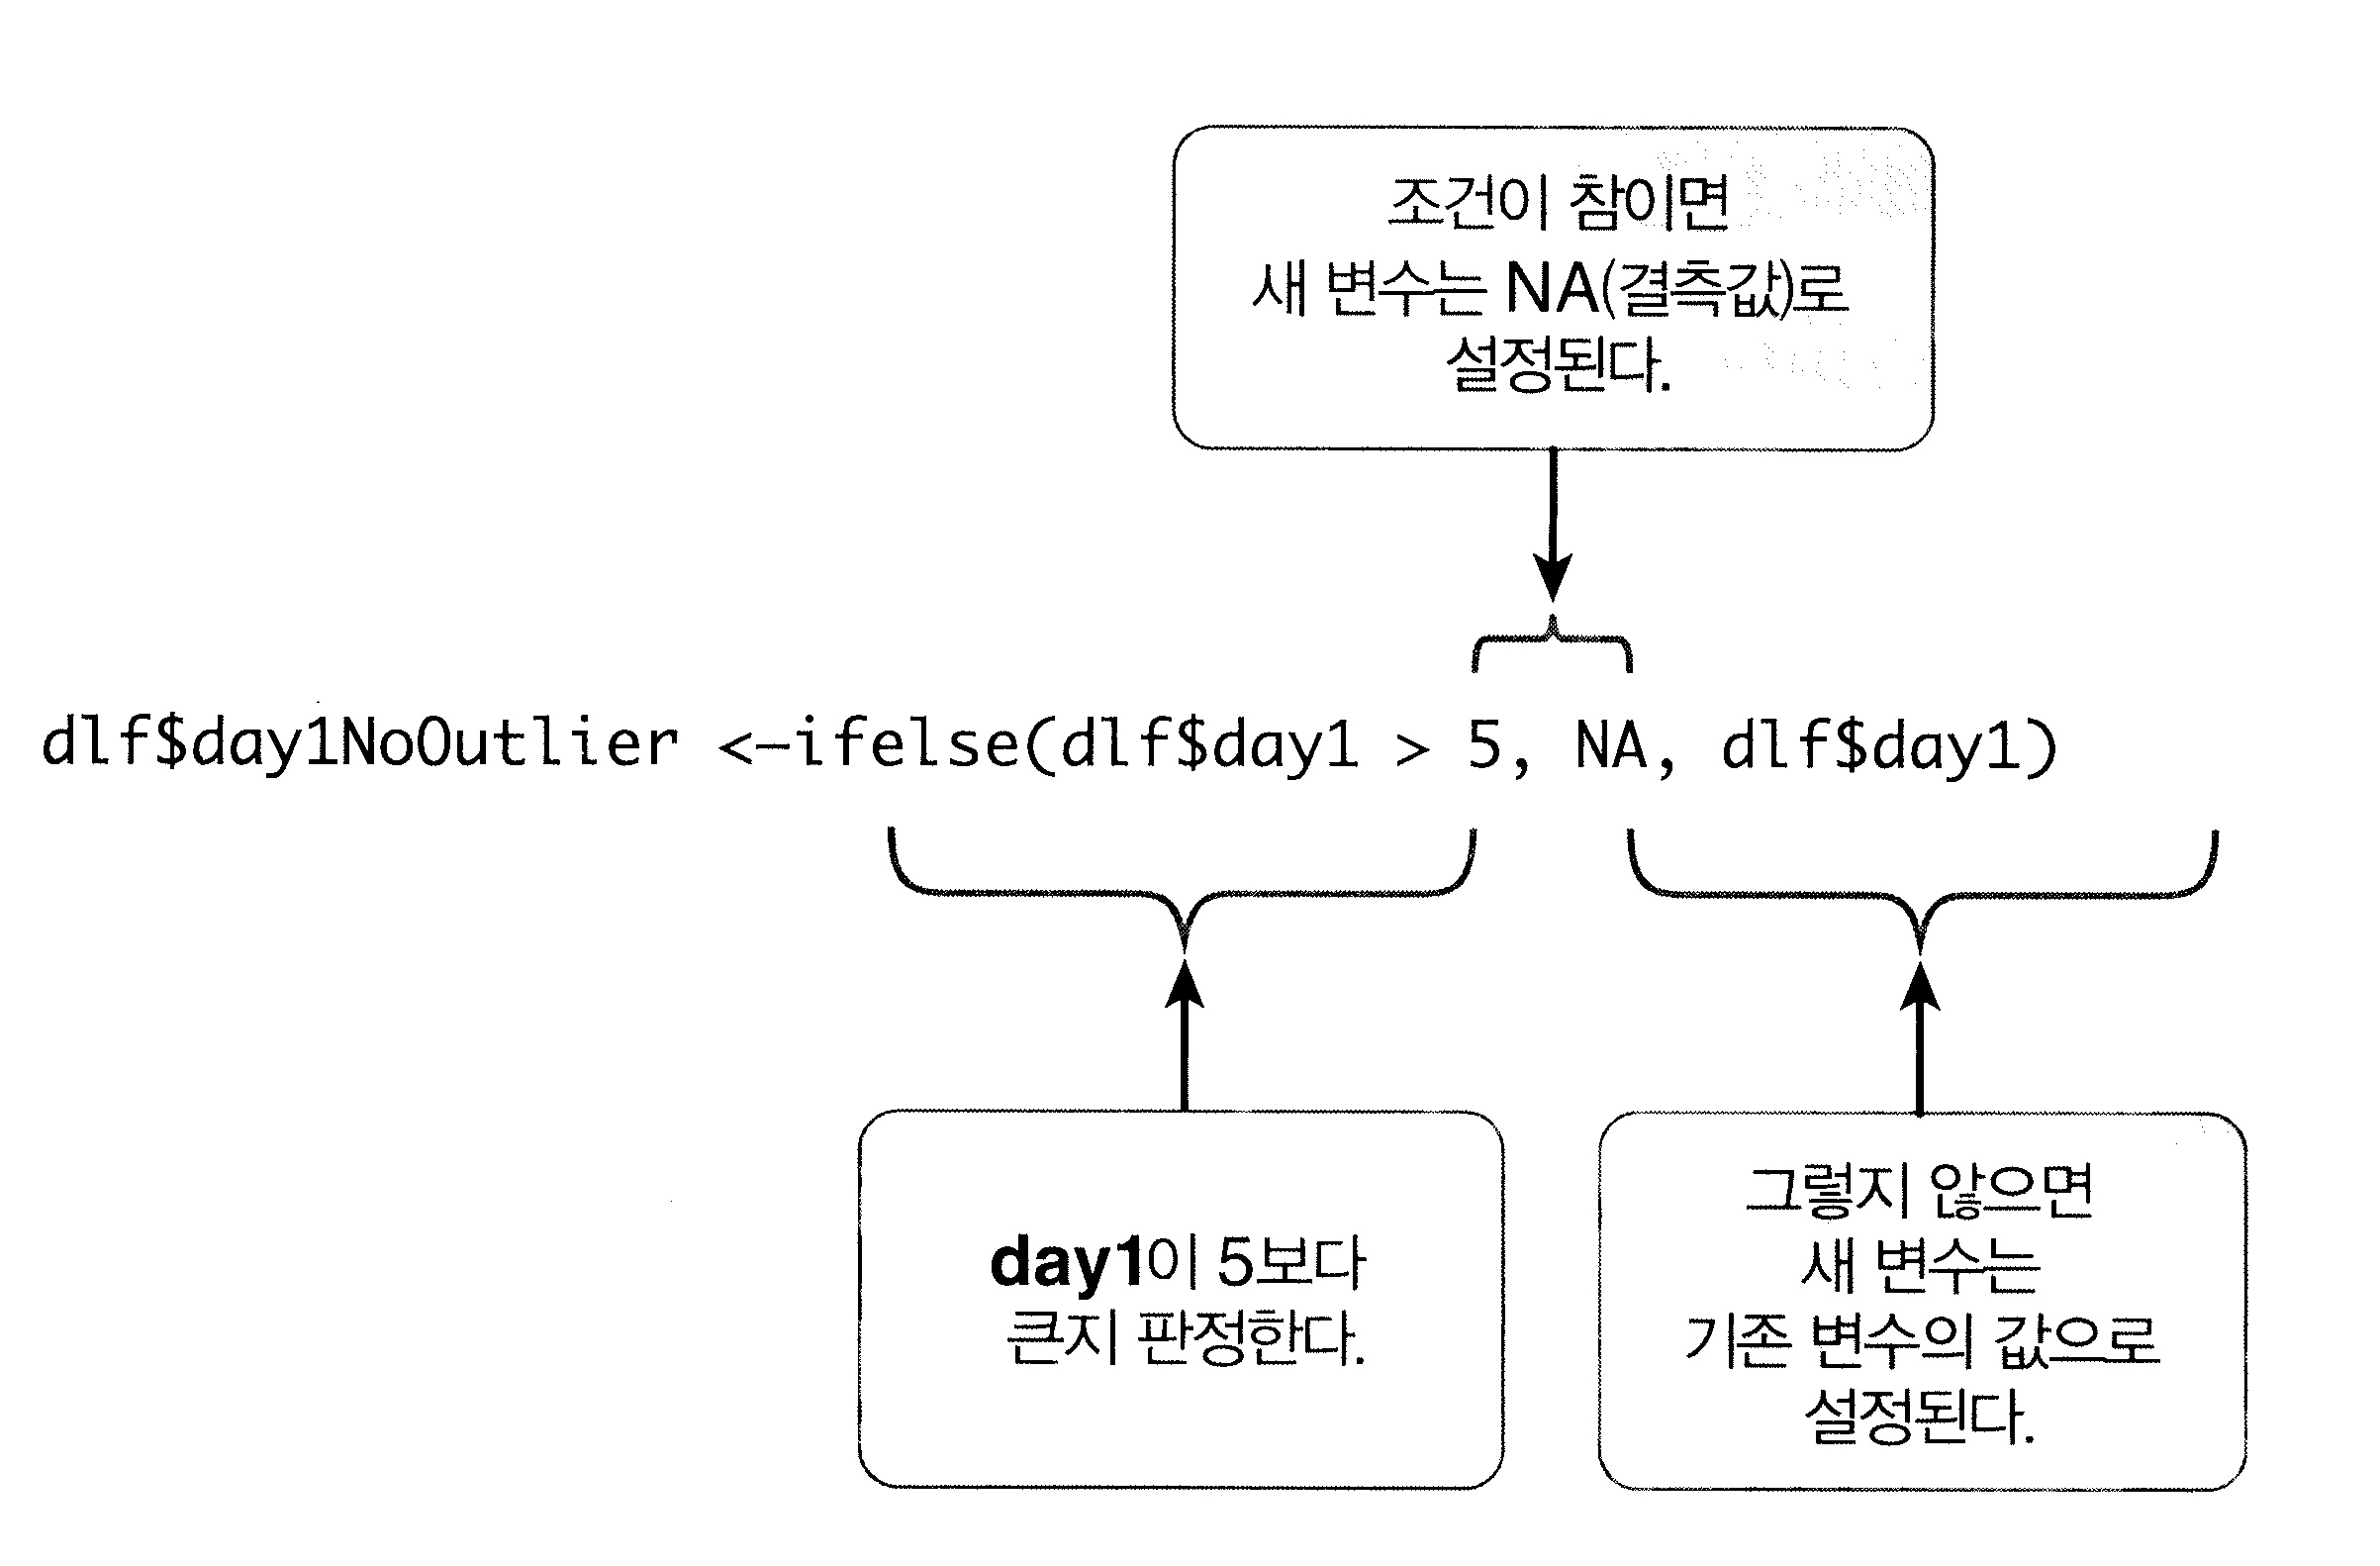 조건이 참이면
새 변수는 NA(결측값)로
설정된다.
dlf$day1NoOutlier <–ifelse(dlf$day1 > 5, NA, dlf$day1)
day1이 5보다
큰지 판정한다.
그렇지 않으면
새 변수는
기존 변수의 값으로
설정된다.